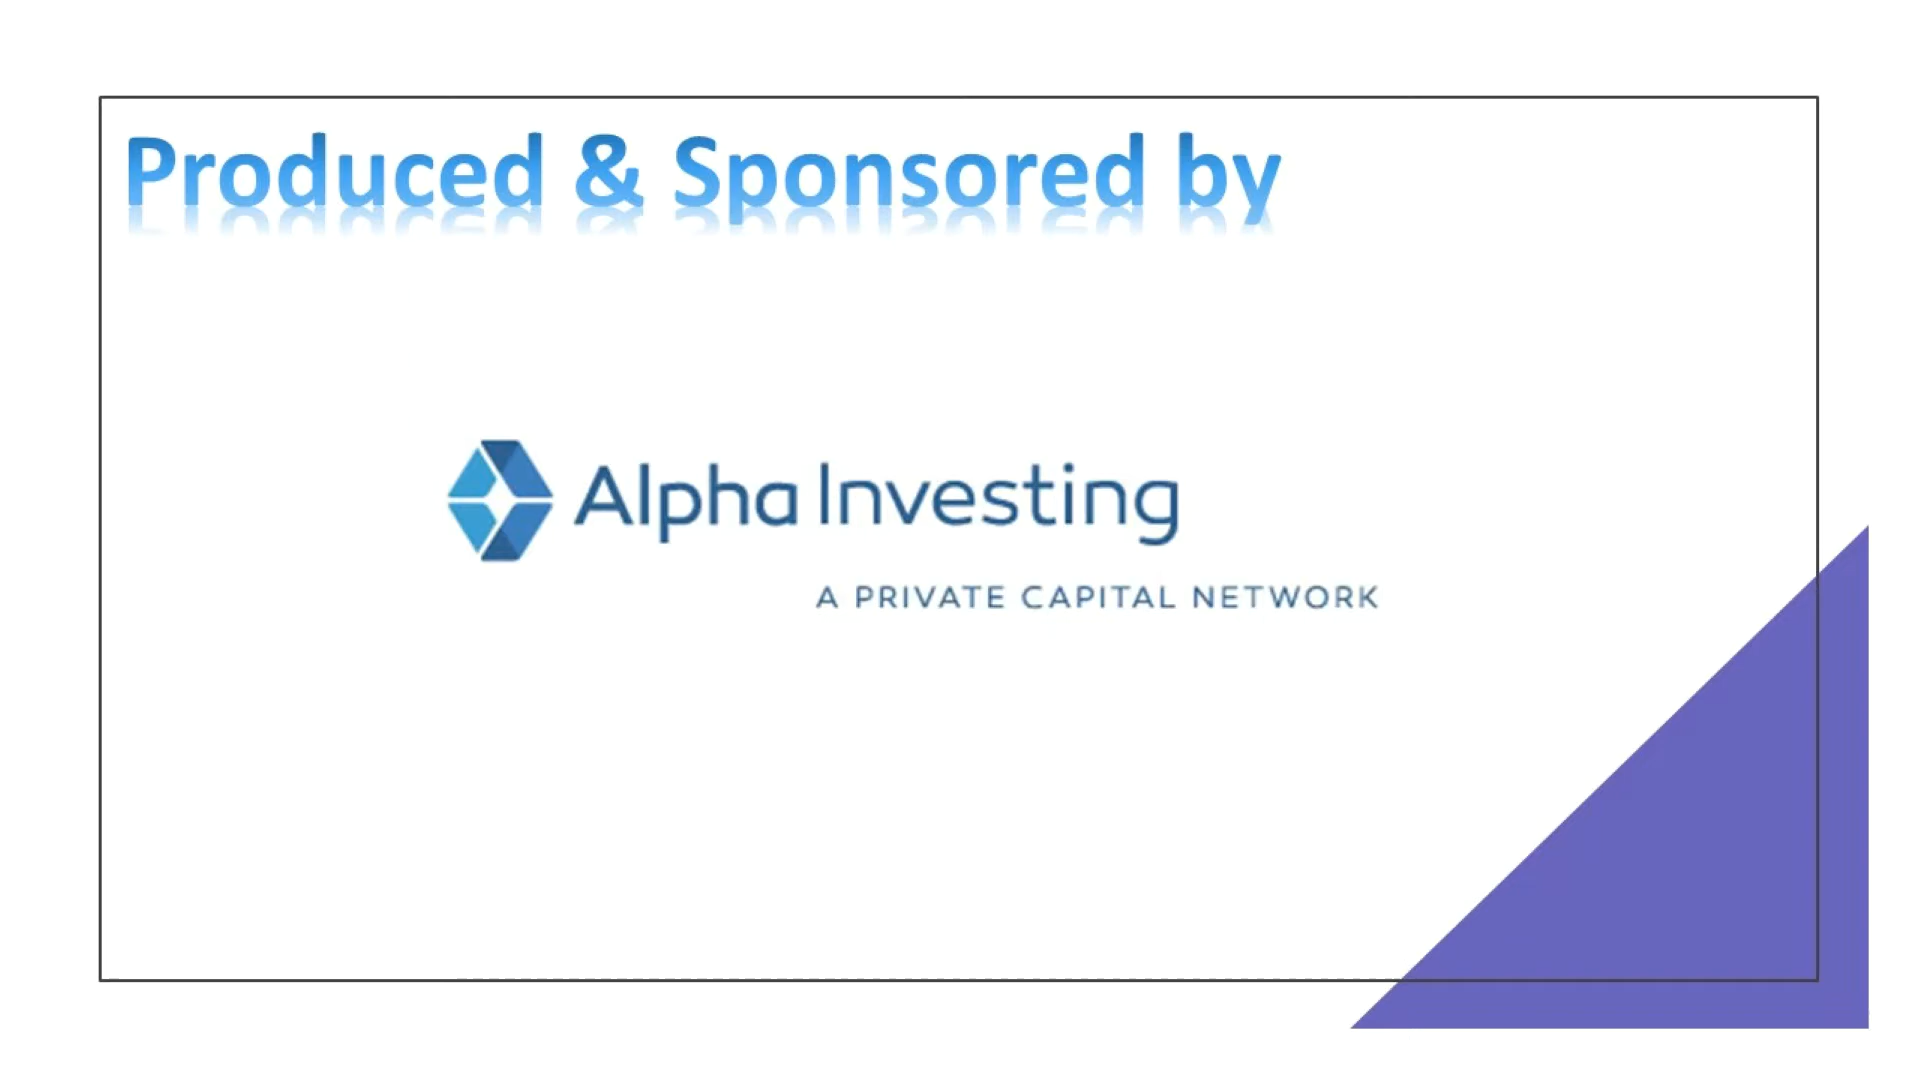 Produced & Sponsored by
Alpha Investing
A PRIVATE CAPITAL NETWORK